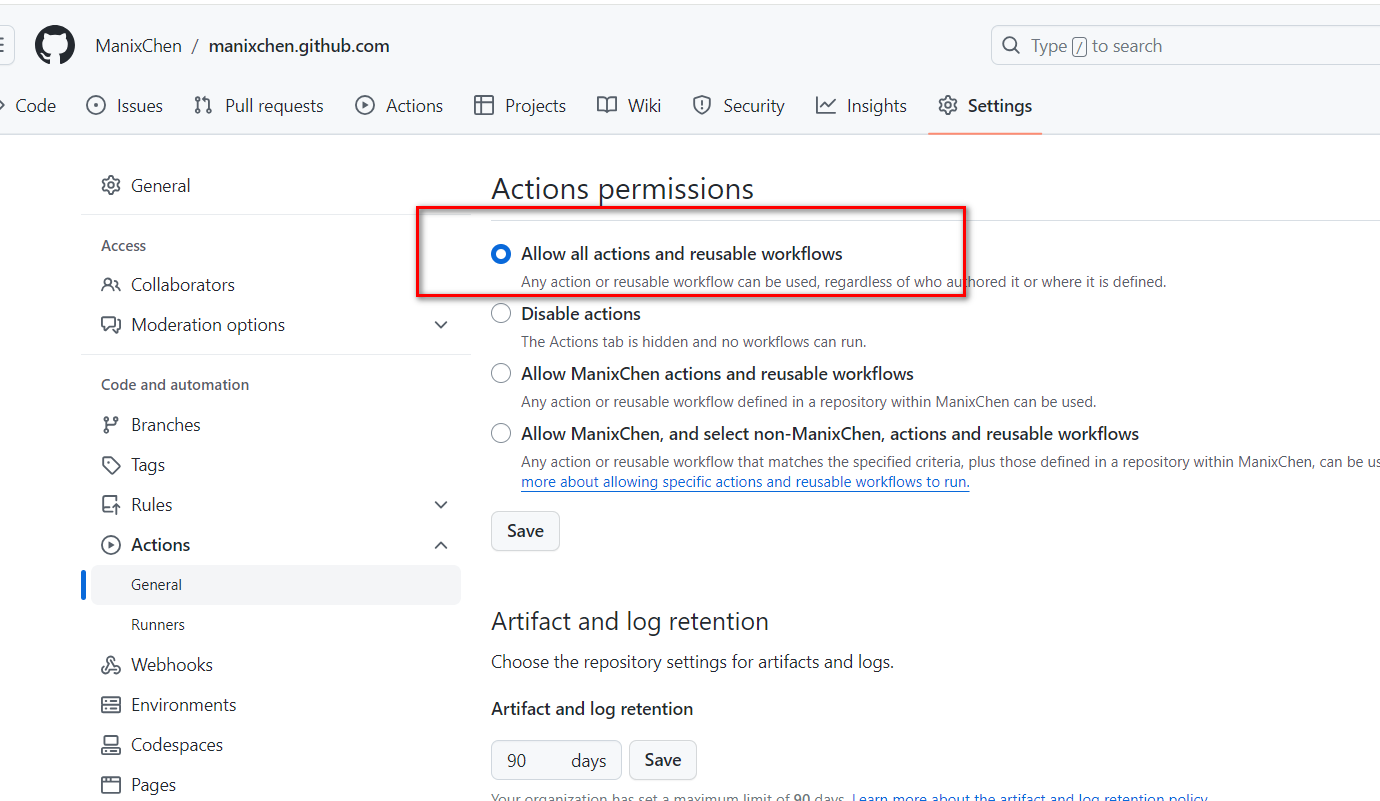 ManixChen / manixchen.github.com
Type / to search
Code Issues Pull requests Actions Projects Wiki Security Insights Settings
General
Access
Collaborators
Moderation options
Code and automation
Branches
Tags
Rules
Actions
General
Runners
Webhooks
Environments
Codespaces
Pages
Actions permissions
Allow all actions and reusable workflows
Any action or reusable workflow can be used, regardless of who authored it or where it is defined.
Disable actions
The Actions tab is hidden and no workflows can run.
Allow ManixChen actions and reusable workflows
Any action or reusable workflow defined in a repository within ManixChen can be used.
Allow ManixChen, and select non-ManixChen, actions and reusable workflows
Any action or reusable workflow that matches the specified criteria, plus those defined in a repository within ManixChen, can be us
more about allowing specific actions and reusable workflows to run.
Save
Artifact and log retention
Choose the repository settings for artifacts and logs.
Artifact and log retention
90 days Save
Your organization has set a maximum limit of 90 days. Learn more about the artifact and log retention policy